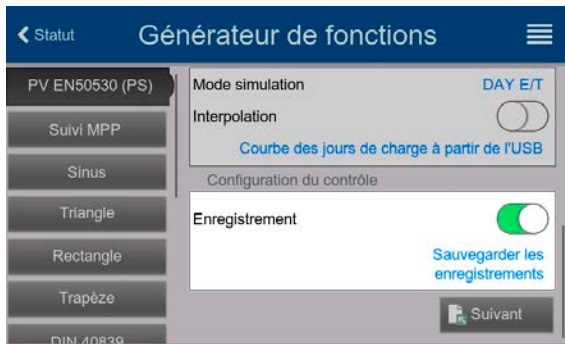 Statut
Générateur de fonctions
PV EN50530 (PS)
Suivi MPP
Sinus
Triangle
Rectangle
Trapèze
DIN 40839
Mode simulation DAY E/T
Interpolation
Courbe des jours de charge à partir de l'USB
Configuration du contrôle
Enregistrement
Sauvegarder les
enregistrements
Suivant